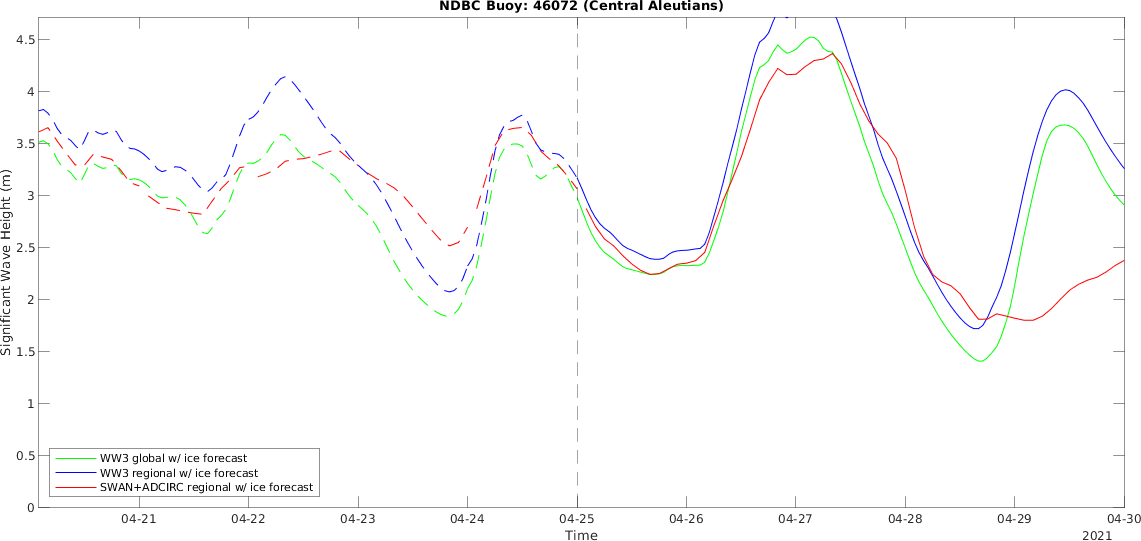 NDBC Buoy: 46072 (Central Aleutians)
Significant Wave Height (m)
4.5
4
3.5
3
2.5
2
1.5
1
0.5
0
WW3 global w/ ice forecast
WW3 regional w/ ice forecast
SWAN+ADCIRC regional w/ ice forecast
04-21 04-22 04-23 04-24 04-25 04-26 04-27 04-28 04-29 04-30
Time
2021